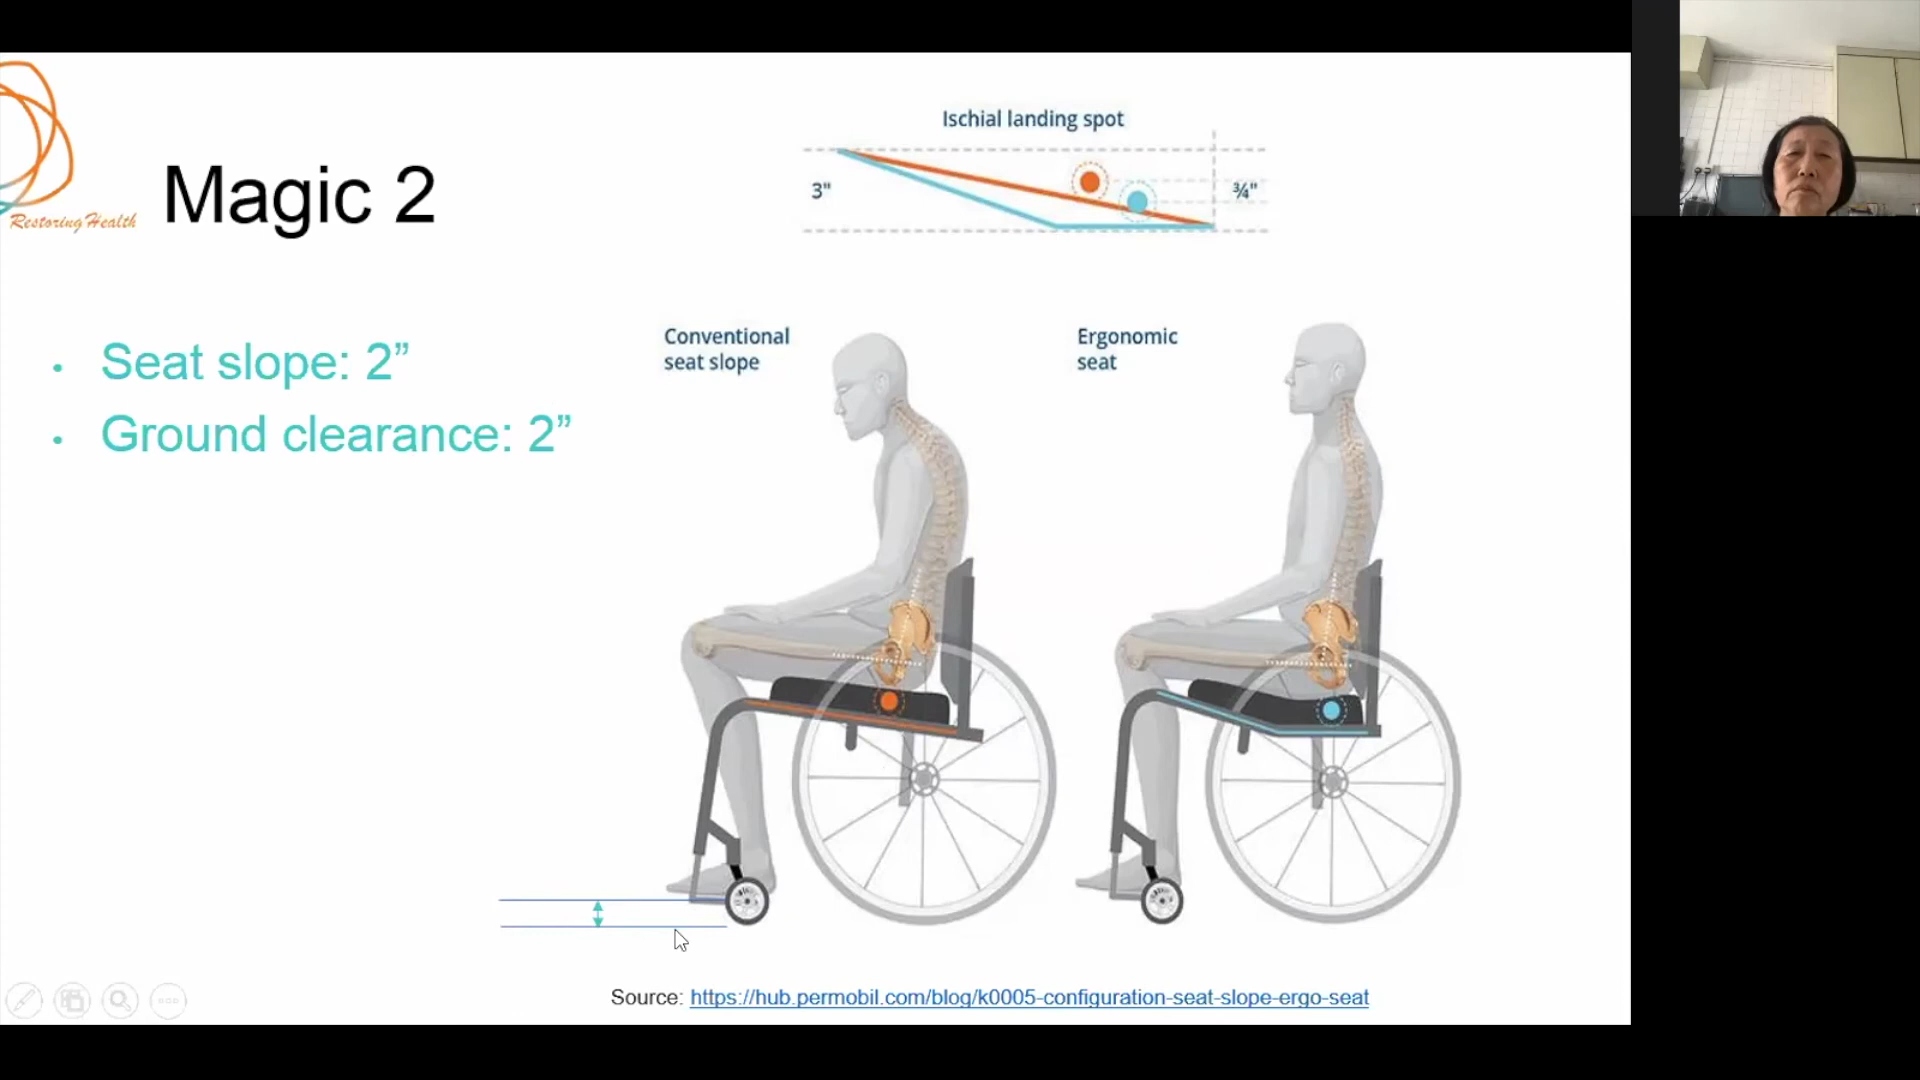 Restoring Health
Magic 2
• Seat slope: 2”
• Ground clearance: 2”
Ischial landing spot
3"
¾"
Conventional
seat slope
Ergonomic
seat
Source: https://hub.permobil.com/blog/k0005-configuration-seat-slope-ergo-seat